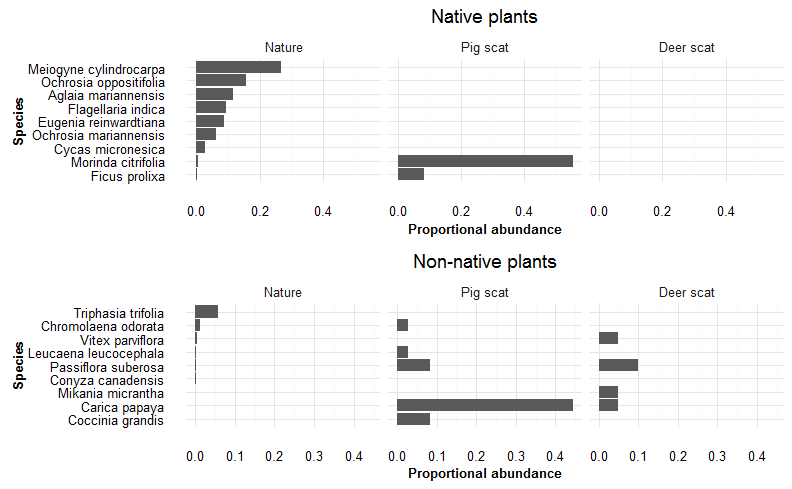 Native plants
Nature Pig scat Deer scat
Species
Meiogyne cylindrocarpa
Ochrosia oppositifolia
Aglaia mariannensis
Flagellaria indica
Eugenia reinwardtiana
Ochrosia mariannensis
Cycas micronesica
Morinda citrifolia
Ficus prolixa
0.0 0.2 0.4 0.0 0.2 0.4 0.0 0.2 0.4
Proportional abundance
Non-native plants
Nature Pig scat Deer scat
Species
Triphasia trifolia
Chromolaena odorata
Vitex parviflora
Leucaena leucocephala
Passiflora suberosa
Conyza canadensis
Mikania micrantha
Carica papaya
Coccinia grandis
0.0 0.1 0.2 0.3 0.4 0.0 0.1 0.2 0.3 0.4 0.0 0.1 0.2 0.3 0.4
Proportional abundance